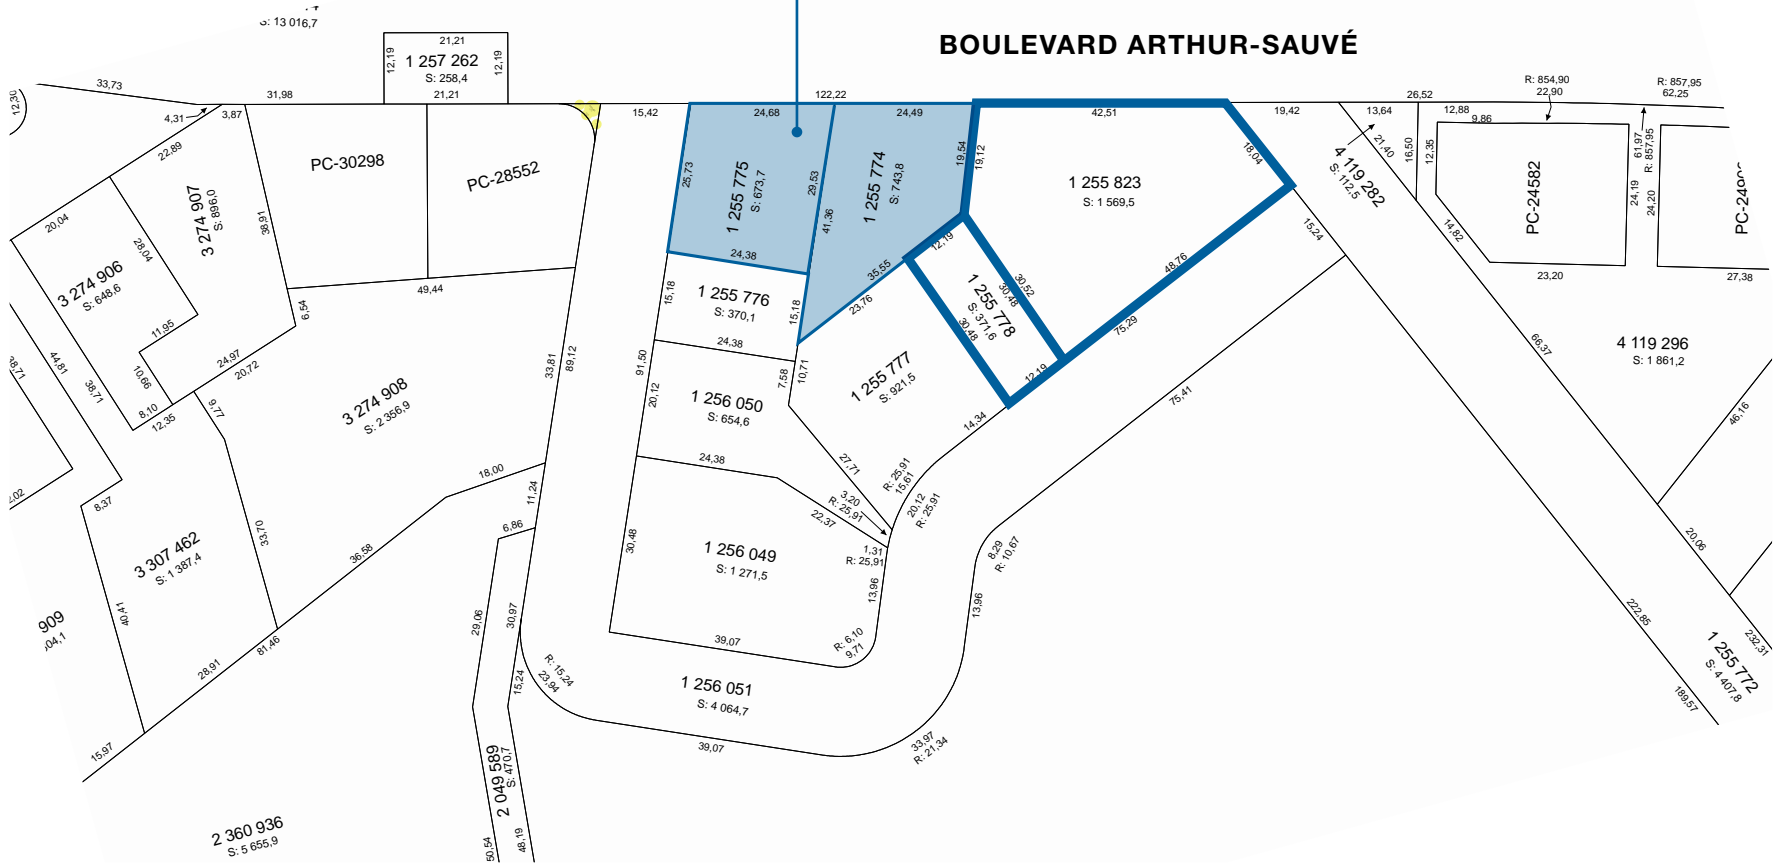 S: 13 016,7
21,21
1 257 262
S: 258,4
12,19
12,19
21,21
BOULEVARD ARTHUR-SAUVÉ
33,73
31,98
12,30
4,31
3,87
22,89
PC-30298
PC-28552
15,42
24,68
122,22
24,49
42,51
19,42
13,64
26,52
12,88
9,86
R: 854,90
22,90
R: 857,95
62,25
20,04
3 274 906
S: 648,6
28,04
3 274 907
S: 896,0
38,91
11,95
6,54
49,44
24,97
20,72
10,66
8,10
12,35
9,77
44,81
38,71
38,71
3 274 908
S: 2 356,9
33,81
89,12
25,73
1 255 775
S: 673,7
29,53
41,36
24,38
1 255 774
S: 743,8
19,54
19,12
12,19
35,55
23,76
1 255 823
S: 1 569,5
18,04
48,76
75,29
15,24
1 255 776
S: 370,1
15,18
15,18
24,38
91,50
20,12
7,58
10,71
1 256 050
S: 654,6
24,38
1 255 778
S: 371,6
30,52
30,48
30,48
12,19
1 255 777
S: 921,5
14,34
27,71
75,41
R: 25,91
15,61
20,12
R: 25,91
3,20
R: 25,91
22,37
1,31
R: 25,91
13,96
8,29
R: 10,67
13,96
1 256 049
S: 1 271,5
30,48
39,07
R: 6,10
9,71
1 256 051
S: 4 064,7
39,07
33,97
R: 21,34
R: 15,24
23,94
18,00
11,24
6,86
36,58
29,06
30,97
15,24
2 049 589
S: 470,7
50,54
48,19
8,37
3 307 462
S: 1 387,4
33,70
40,41
28,91
81,46
15,97
909
2 360 936
S: 5 655,9
4 119 282
S: 112,5
21,40
16,50
12,35
14,82
PC-24582
23,20
24,19
61,97
R: 857,95
24,20
27,38
4 119 296
S: 1 861,2
66,37
46,16
20,06
222,85
232,31
189,57
1 255 772
S: 4 407,8